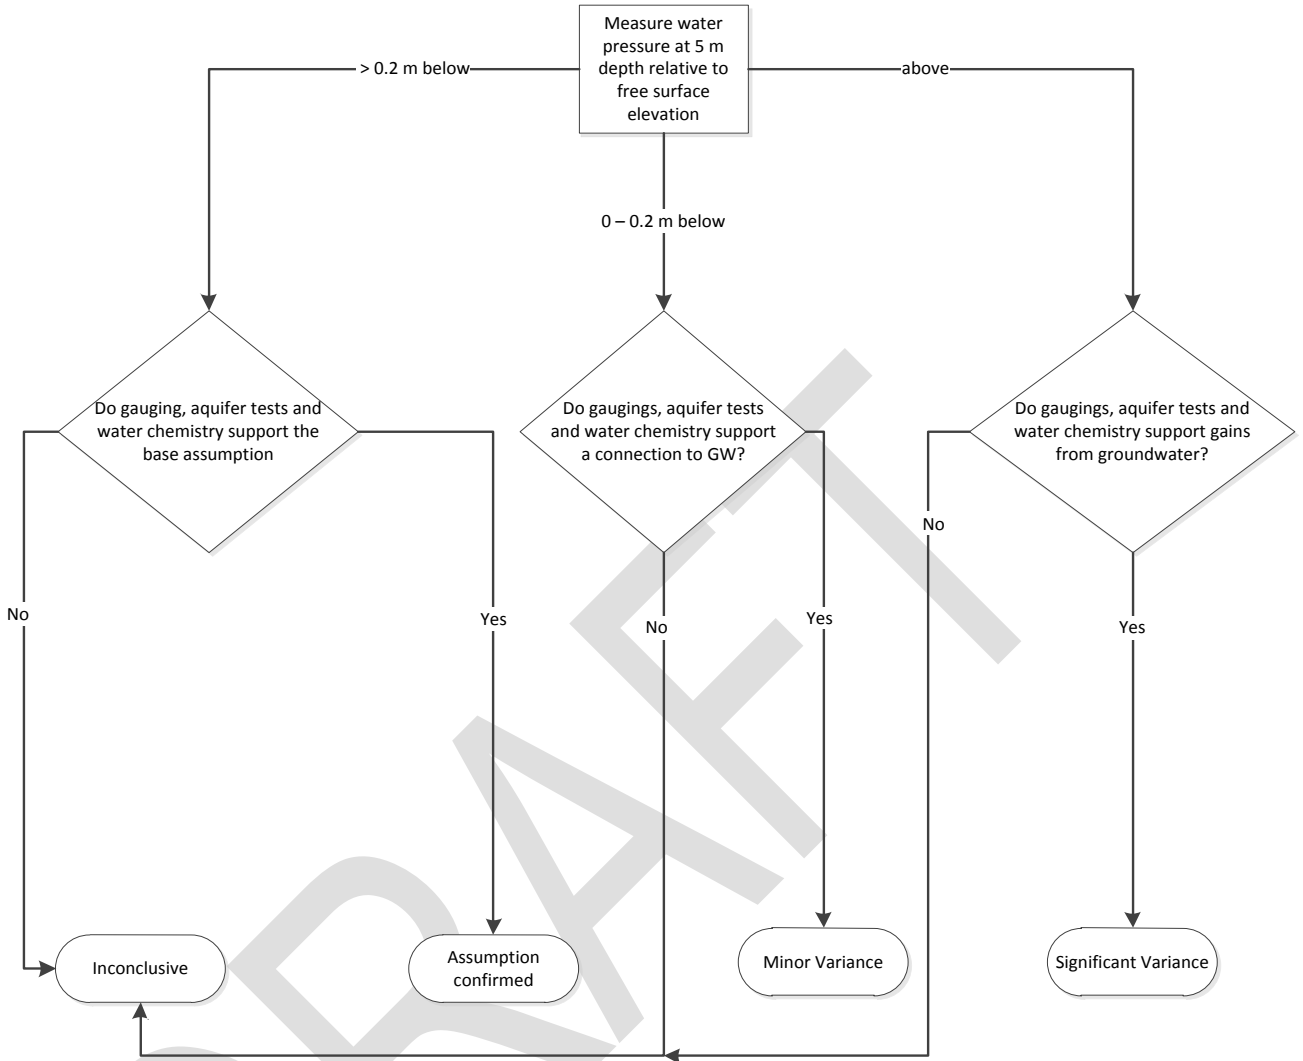 Measure water
pressure at 5 m
depth relative to
free surface
elevation
> 0.2 m below
above
0 – 0.2 m below
Do gauging, aquifer tests and
water chemistry support the
base assumption
Do gaugings, aquifer tests
and water chemistry support
a connection to GW?
Do gaugings, aquifer tests and
water chemistry support gains
from groundwater?
No
No
Yes
No
Yes
Yes
Inconclusive
Assumption
confirmed
Minor Variance
Significant Variance
DRAFT